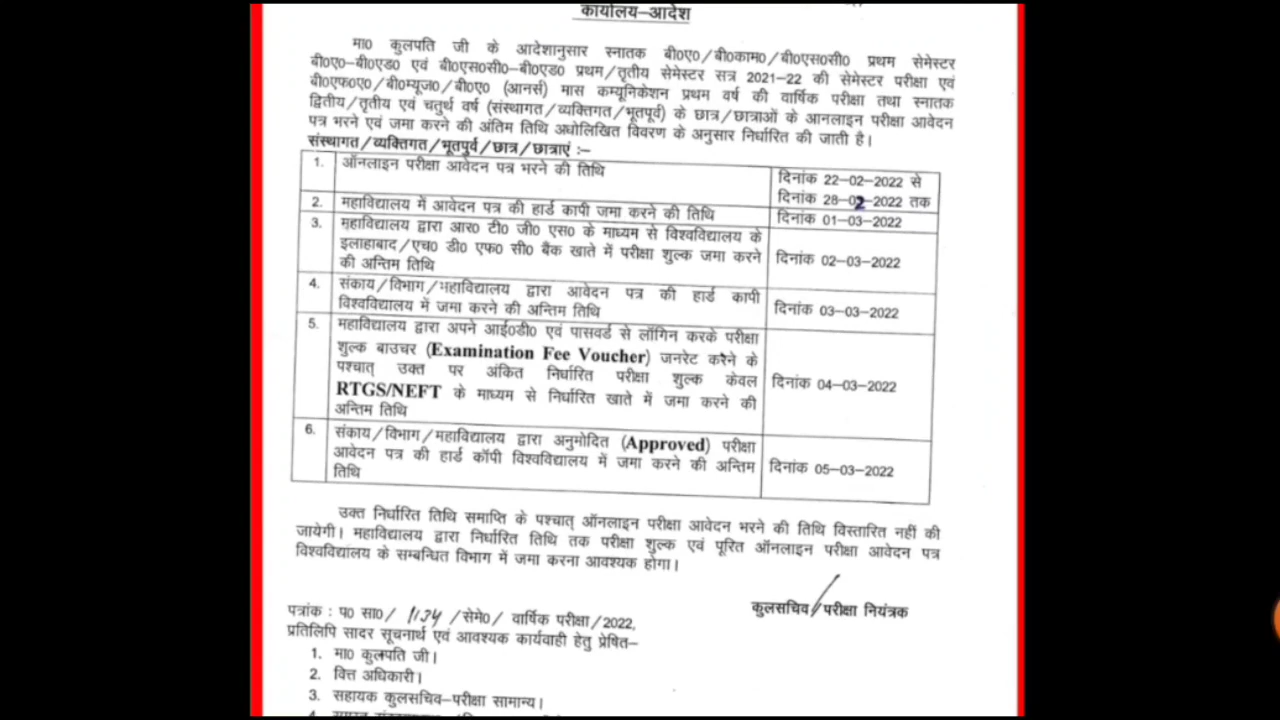 कार्यालय–आदेश
मा0 कुलपति जी के आदेशानुसार स्नातक बी0ए0/बी0काम0/बी0एस0सी0 प्रथम सेमेस्टर
बी0ए0–बी0एड0 एवं बी0एस0सी0–बी0एड0 प्रथम/तृतीय सेमेस्टर सत्र 2021–22 की सेमेस्टर परीक्षा एवं
बी0एफ0ए0/बी0म्यूज0/बी0ए0 (आनर्स) मास कम्यूनिकेशन प्रथम वर्ष की वार्षिक परीक्षा तथा स्नातक
द्वितीय/तृतीय एवं चतुर्थ वर्ष (संस्थागत/व्यक्तिगत/भूतपूर्व) के छात्र/छात्राओं के आनलाइन परीक्षा आवेदन
पत्र भरने एवं जमा करने की अंतिम तिथि अधोलिखित विवरण के अनुसार निर्धारित की जाती है।
संस्थागत/व्यक्तिगत/भूतपुर्व/छात्र/छात्राएं :–
1. ऑनलाइन परीक्षा आवेदन पत्र भरने की तिथि
दिनांक 22–02–2022 से
दिनांक 28–02–2022 तक
2. महाविद्यालय में आवेदन पत्र की हार्ड कापी जमा करने की तिथि
दिनांक 01–03–2022
3. महाविद्यालय द्वारा आर0 टी0 जी0 एस0 के माध्यम से विश्वविद्यालय के
इलाहाबाद/एच0 डी0 एफ0 सी0 बैंक खाते में परीक्षा शुल्क जमा करने
की अन्तिम तिथि
दिनांक 02–03–2022
4. संकाय/विभाग/महाविद्यालय द्वारा आवेदन पत्र की हार्ड कापी
विश्वविद्यालय में जमा करने की अन्तिम तिथि
दिनांक 03–03–2022
5. महाविद्यालय द्वारा अपने आई0डी0 एवं पासवर्ड से लॉगिन करके परीक्षा
शुल्क बाउचर (Examination Fee Voucher) जनरेट करने के
पश्चात् उक्त पर अंकित निर्धारित परीक्षा शुल्क केवल
RTGS/NEFT के माध्यम से निर्धारित खाते में जमा करने की
अन्तिम तिथि
दिनांक 04–03–2022
6. संकाय/विभाग/महाविद्यालय द्वारा अनुमोदित (Approved) परीक्षा
आवेदन पत्र की हार्ड कॉपी विश्वविद्यालय में जमा करने की अन्तिम
तिथि
दिनांक 05–03–2022
उक्त निर्धारित तिथि समाप्ति के पश्चात् ऑनलाइन परीक्षा आवेदन भरने की तिथि विस्तारित नहीं की
जायेगी। महाविद्यालय द्वारा निर्धारित तिथि तक परीक्षा शुल्क एवं पूरित ऑनलाइन परीक्षा आवेदन पत्र
विश्वविद्यालय के सम्बन्धित विभाग में जमा करना आवश्यक होगा।
कुलसचिव/परीक्षा नियंत्रक
पत्रांक : प0 सा0/ 1134 /सेमे0/ वार्षिक परीक्षा/2022,
प्रतिलिपि सादर सूचनार्थ एवं आवश्यक कार्यवाही हेतु प्रेषित–
1. मा0 कुलपति जी।
2. वित्त अधिकारी।
3. सहायक कुलसचिव–परीक्षा सामान्य।